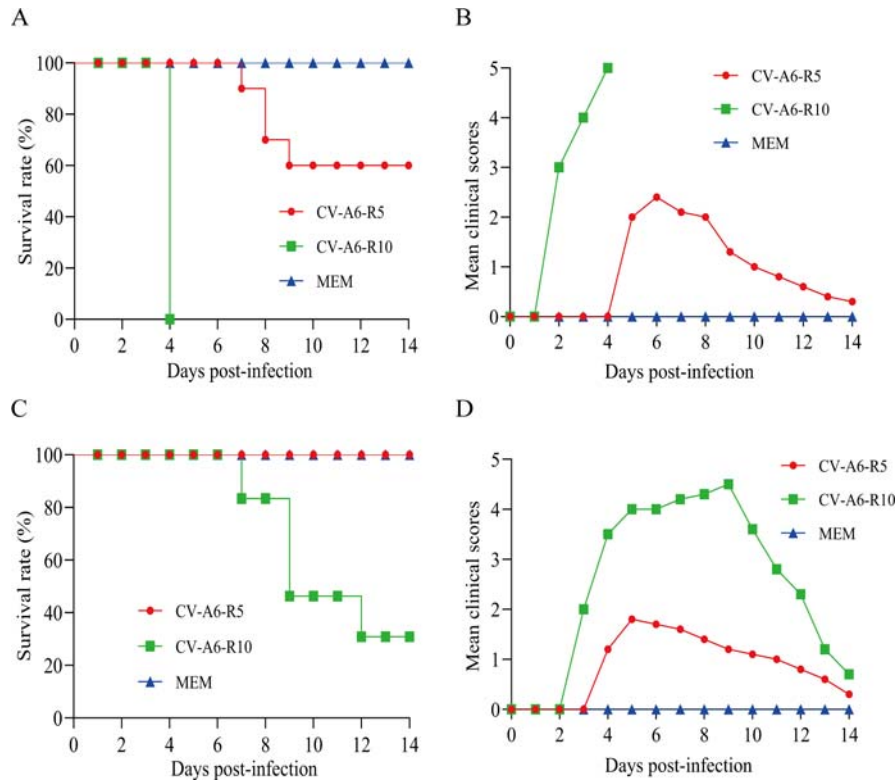 A
Survival rate (%)
100
80
60
40
20
0
CV-A6-R5
CV-A6-R10
MEM
0 2 4 6 8 10 12 14
Days post-infection
B
Mean clinical scores
5
4
3
2
1
0
CV-A6-R5
CV-A6-R10
MEM
0 2 4 6 8 10 12 14
Days post-infection
C
Survival rate (%)
100
80
60
40
20
0
CV-A6-R5
CV-A6-R10
MEM
0 2 4 6 8 10 12 14
Days post-infection
D
Mean clinical scores
5
4
3
2
1
0
CV-A6-R5
CV-A6-R10
MEM
0 2 4 6 8 10 12 14
Days post-infection